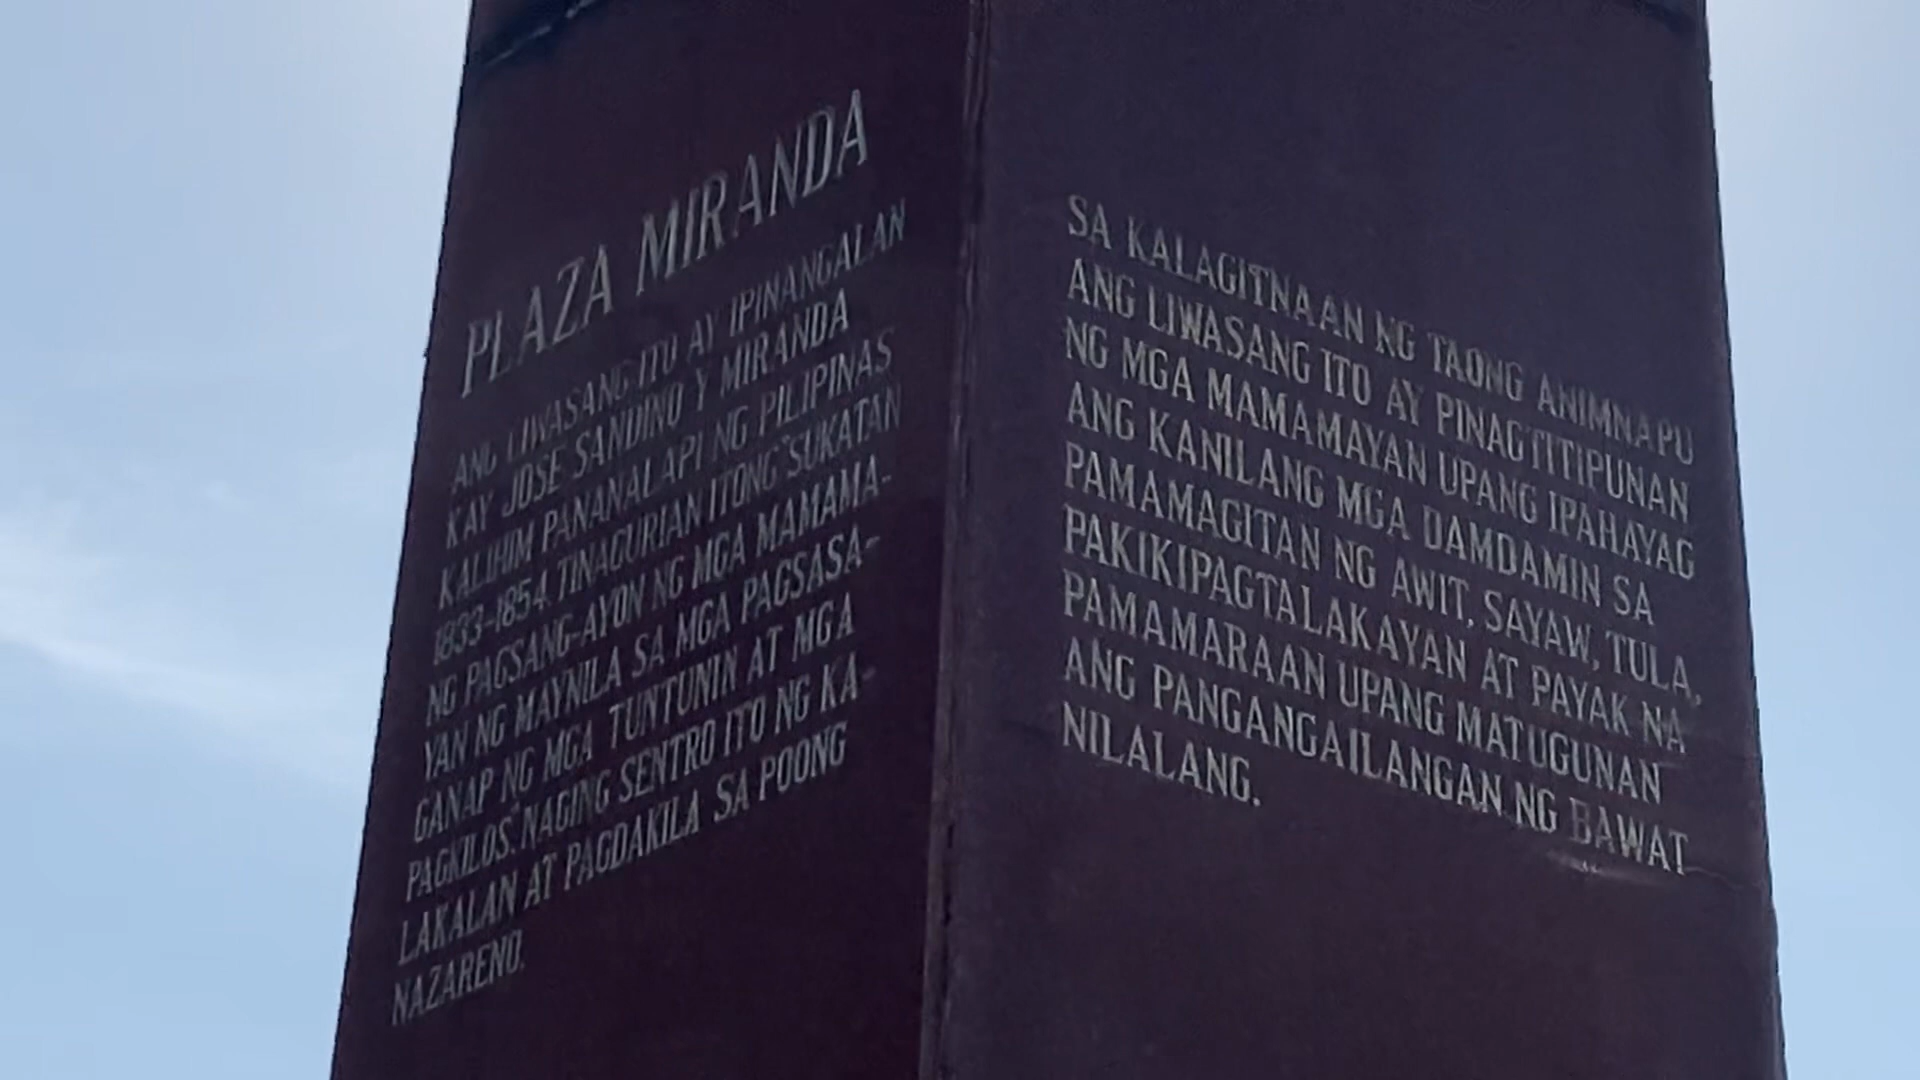 PLAZA MIRANDA
ANG LIWASANG ITO AY IPINANGALAN
KAY JOSE SANDINO Y MIRANDA
KALIHIM PANANALAPI NG PILIPINAS
1833-1854. TINAGURIAN ITONG "SUKATAN
NG PAGSANG-AYON NG MGA MAMAMA-
YAN NG MAYNILA SA MGA PAGSASA-
GANAP NG MGA TUNTUNIN AT MGA
PAGKILOS." NAGING SENTRO ITO NG KA-
LAKALAN AT PAGDAKILA SA POONG
NAZARENO.
SA KALAGITNAAN NG TAONG ANIMNAPU
ANG LIWASANG ITO AY PINAGTITIPUNAN
NG MGA MAMAMAYAN UPANG IPAHAYAG
ANG KANILANG MGA DAMDAMIN SA
PAMAMAGITAN NG AWIT, SAYAW, TULA,
PAKIKIPAGTALAKAYAN AT PAYAK NA
PAMAMARAAN UPANG MATUGUNAN
ANG PANGANGAILANGAN NG BAWAT
NILALANG.